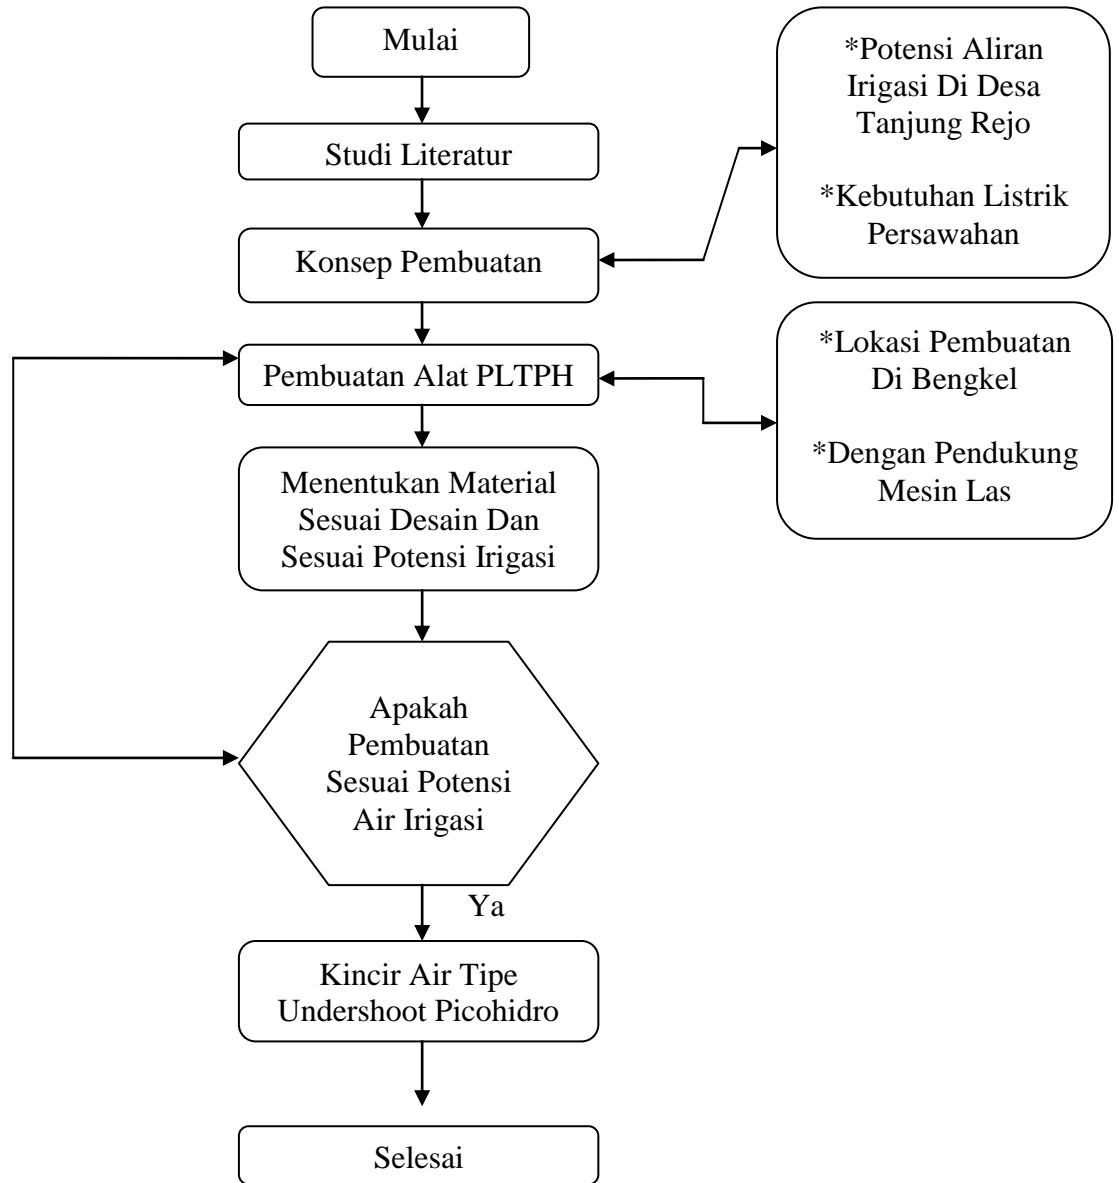 Mulai
Studi Literatur
Konsep Pembuatan
*Potensi Aliran
Irigasi Di Desa
Tanjung Rejo
*Kebutuhan Listrik
Persawahan
Pembuatan Alat PLTPH
*Lokasi Pembuatan
Di Bengkel
*Dengan Pendukung
Mesin Las
Menentukan Material
Sesuai Desain Dan
Sesuai Potensi Irigasi
Apakah
Pembuatan
Sesuai Potensi
Air Irigasi
Ya
Kincir Air Tipe
Undershoot Picohidro
Selesai